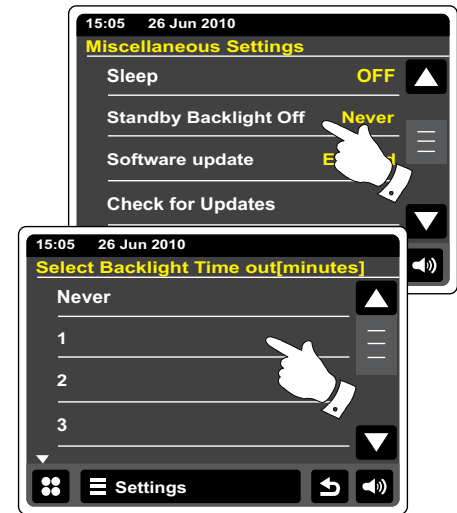 15:05 26 Jun 2010
Miscellaneous Settings
Sleep OFF
Standby Backlight Off Never
Software update
Check for Updates
15:05 26 Jun 2010
Select Backlight Time out[minutes]
Never
1
2
3
Settings